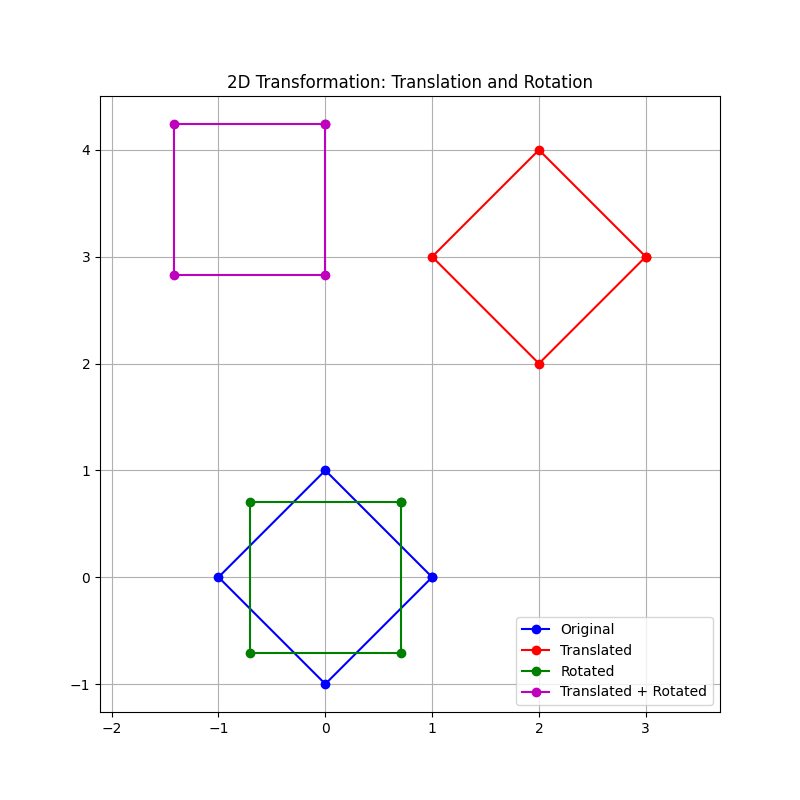 2D Transformation: Translation and Rotation
4
3
2
1
0
−1
−2
−1
0
1
2
3
Original
Translated
Rotated
Translated + Rotated